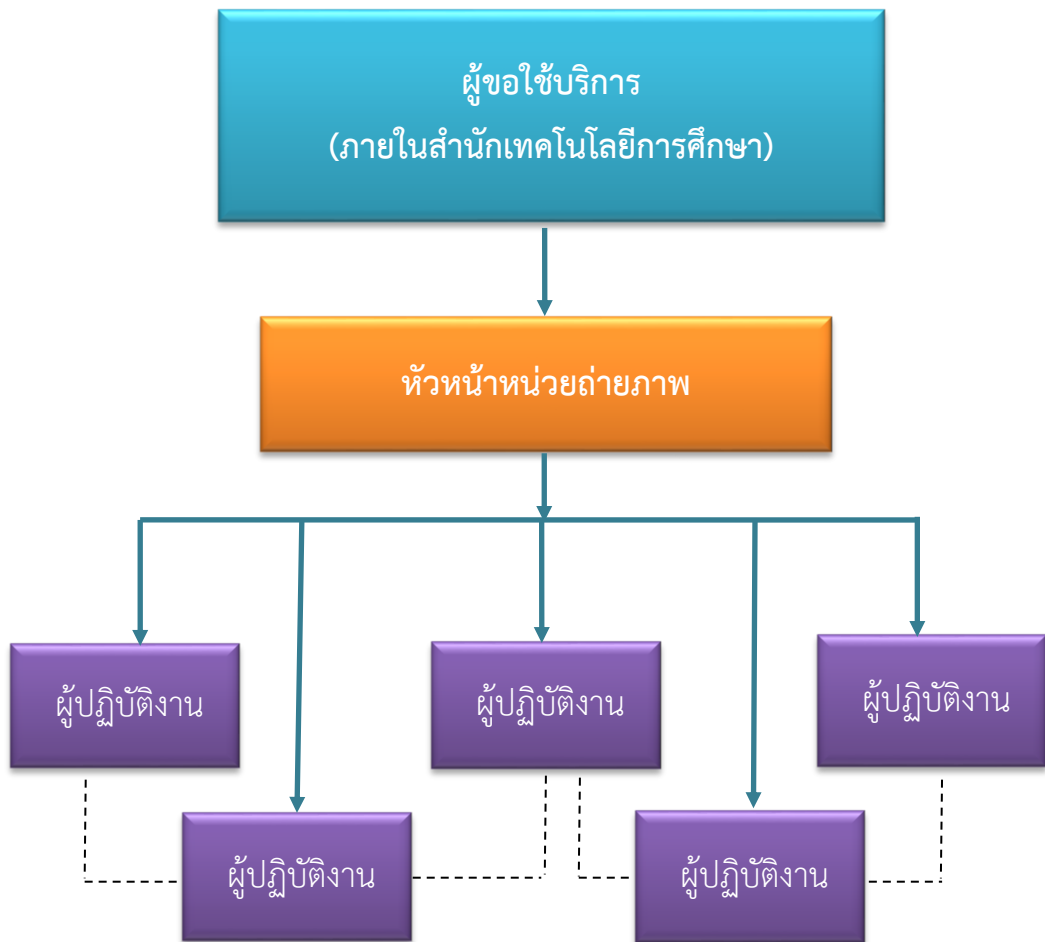 ผู้ขอใช้บริการ
(ภายในสำนักเทคโนโลยีการศึกษา)
หัวหน้าหน่วยถ่ายภาพ
ผู้ปฏิบัติงาน
ผู้ปฏิบัติงาน
ผู้ปฏิบัติงาน
ผู้ปฏิบัติงาน
ผู้ปฏิบัติงาน